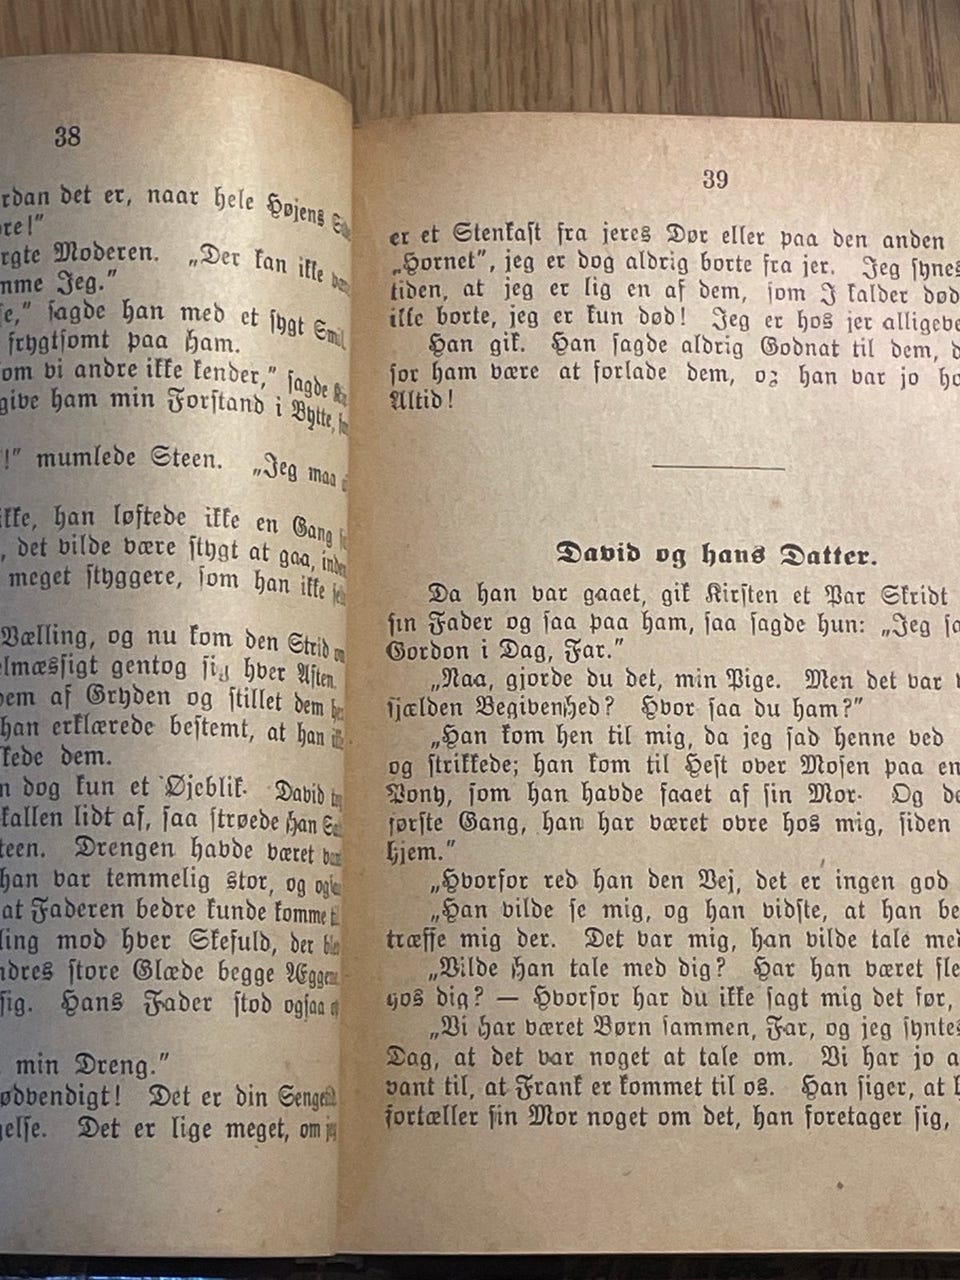 38
rdan det er, naar hele Højens
re!"
rgte Moderen. „Der kan ikke
mme Jeg."
se," sagde han med et stygt Smil
frygtsomt paa ham.
om vi andre ikke kender," sagde
give ham min Forstand i Bytte,
!" mumlede Steen. „Jeg maa
ikke, han løftede ikke en Gang
, det vilde være stygt at gaa, inden
meget styggere, som han ikke
Vælling, og nu kom den Strid
elmæssigt gentog sig hver Aften.
dem af Gryden og stillet dem
han erklærede bestemt, at han
kede dem.
n dog kun et Øjeblik. David
kallen lidt af, saa strøede han
teen. Drengen havde været
han var temmelig stor, og
at Faderen bedre kunde komme
ling mod hver Skefuld, der
ndres store Glæde begge Æggene
sig. Hans Fader stod ogsaa
min Dreng."
ødvendigt! Det er din
gelse. Det er lige meget, om
39
er et Stenkast fra jeres Dør eller paa den anden
„Hornet", jeg er dog aldrig borte fra jer. Jeg synes
tiden, at jeg er lig en af dem, som I kalder død
ikke borte, jeg er kun død! Jeg er hos jer alligeve
Han gik. Han sagde aldrig Godnat til dem, d
for ham være at forlade dem, og han var jo ho
Altid!
David og hans Datter.
Da han var gaaet, gik Kirsten et Par Skridt
sin Fader og saa paa ham, saa sagde hun: „Jeg sa
Gordon i Dag, Far."
„Naa, gjorde du det, min Pige. Men det var
sjælden Begivenhed? Hvor saa du ham?"
„Han kom hen til mig, da jeg sad henne ved
og strikkede; han kom til Hest over Mosen paa en
Pony, som han havde faaet af sin Mor. Og de
første Gang, han har været ovre hos mig, siden
hjem."
„Hvorfor red han den Vej, det er ingen god
„Han vilde se mig, og han vidste, at han be
træffe mig der. Det var mig, han vilde tale med
„Vilde han tale med dig? Har han været fle
hos dig? — Hvorfor har du ikke sagt mig det før,
„Vi har været Børn sammen, Far, og jeg syntes
Dag, at det var noget at tale om. Vi har jo a
vant til, at Frank er kommet til os. Han siger, at h
fortæller sin Mor noget om det, han foretager sig,